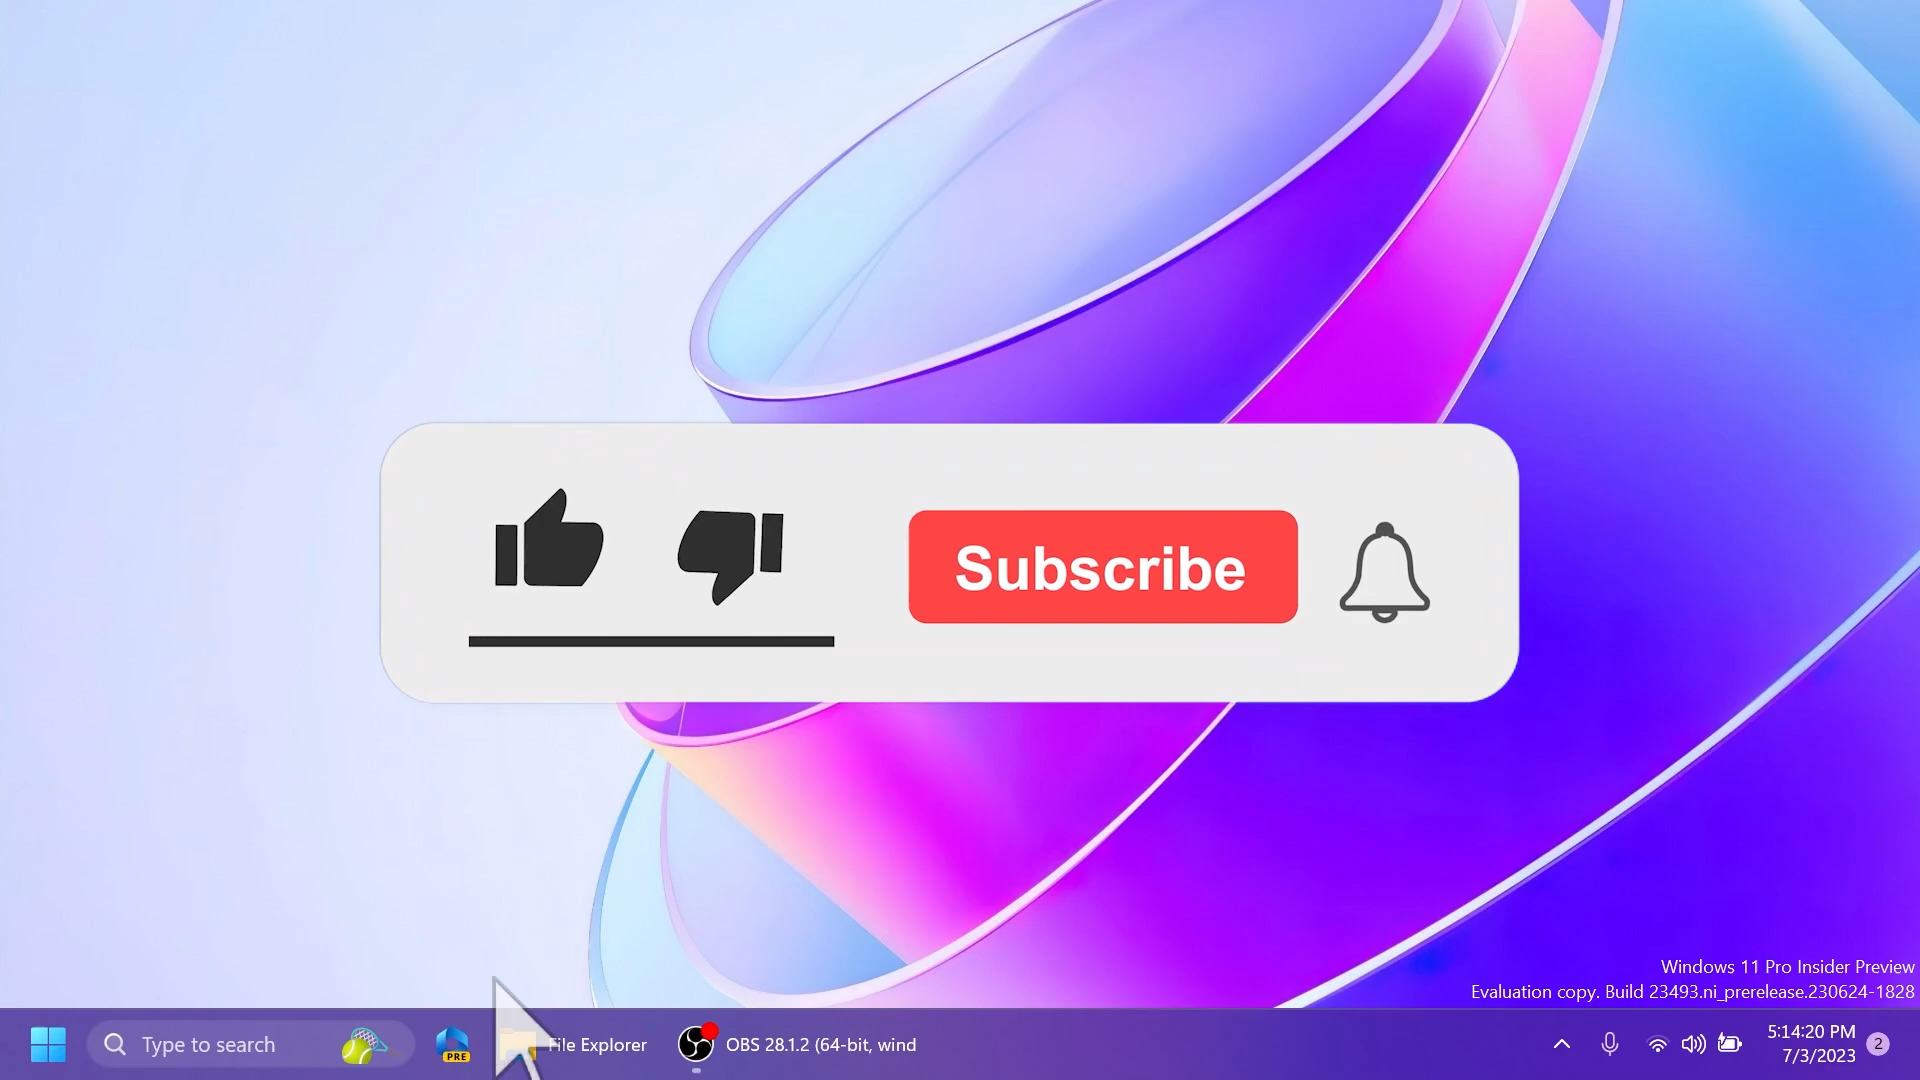 Subscribe
Windows 11 Pro Insider Preview
Evaluation copy. Build 23493.ni_prerelease.230624-1828
Type to search
PRE
File Explorer
OBS 28.1.2 (64-bit, wind
5:14:20 PM
7/3/2023
2